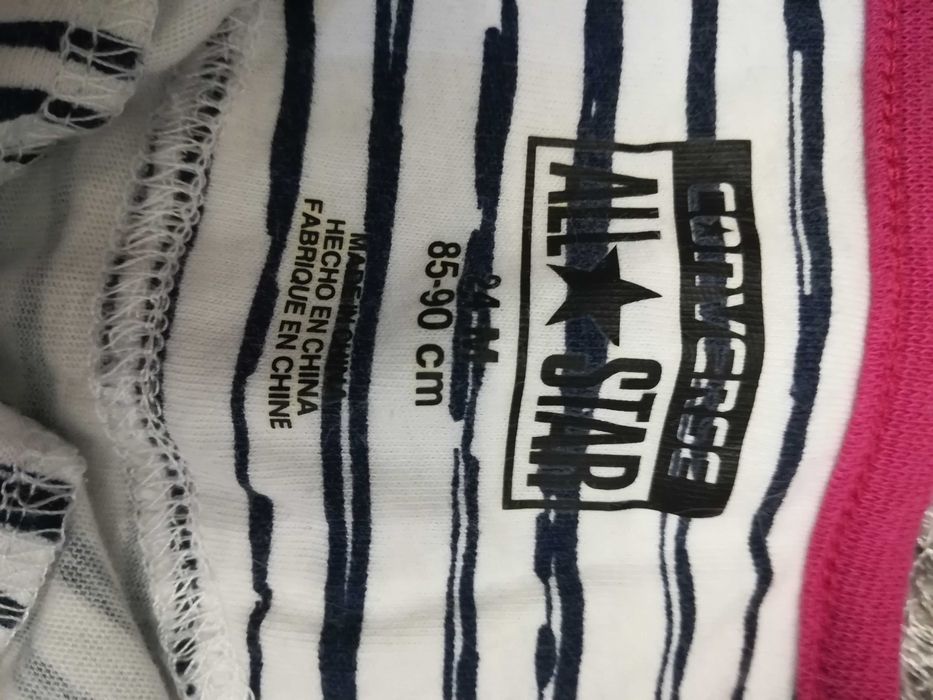 CONVERSE
ALL ★ STAR
24 M
85-90 cm
MADE IN CHINA
HECHO EN CHINA
FABRIQUE EN CHINE